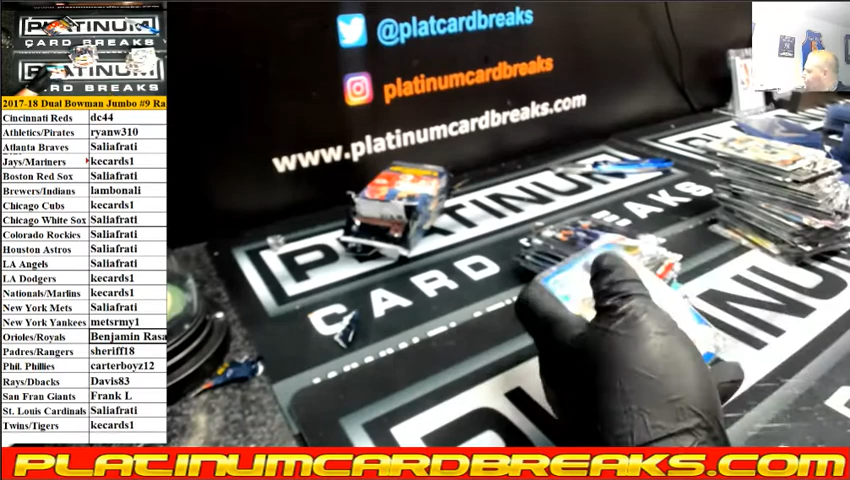 PLATINUM
CARD BREAKS
PLATINUM
CARD BREAKS
2017-18 Dual Bowman Jumbo #9 Ra
Cincinnati Reds dc44
Athletics/Pirates ryanw310
Atlanta Braves Saliafrati
Jays/Mariners kecards1
Boston Red Sox Saliafrati
Brewers/Indians lambonali
Chicago Cubs kecards1
Chicago White Sox Saliafrati
Colorado Rockies Saliafrati
Houston Astros Saliafrati
LA Angels Saliafrati
LA Dodgers kecards1
Nationals/Marlins kecards1
New York Mets Saliafrati
New York Yankees metsrmy1
Orioles/Royals Benjamin Rasa
Padres/Rangers sheriff18
Phil. Phillies carterboyz12
Rays/Dbacks Davis83
San Fran Giants Frank L
St. Louis Cardinals Saliafrati
Twins/Tigers kecards1
@platcardbreaks
platinumcardbreaks
www.platinumcardbreaks.com
PLATINUM
CARD BREAKS
PLATINUMCARDBREAKS.COM